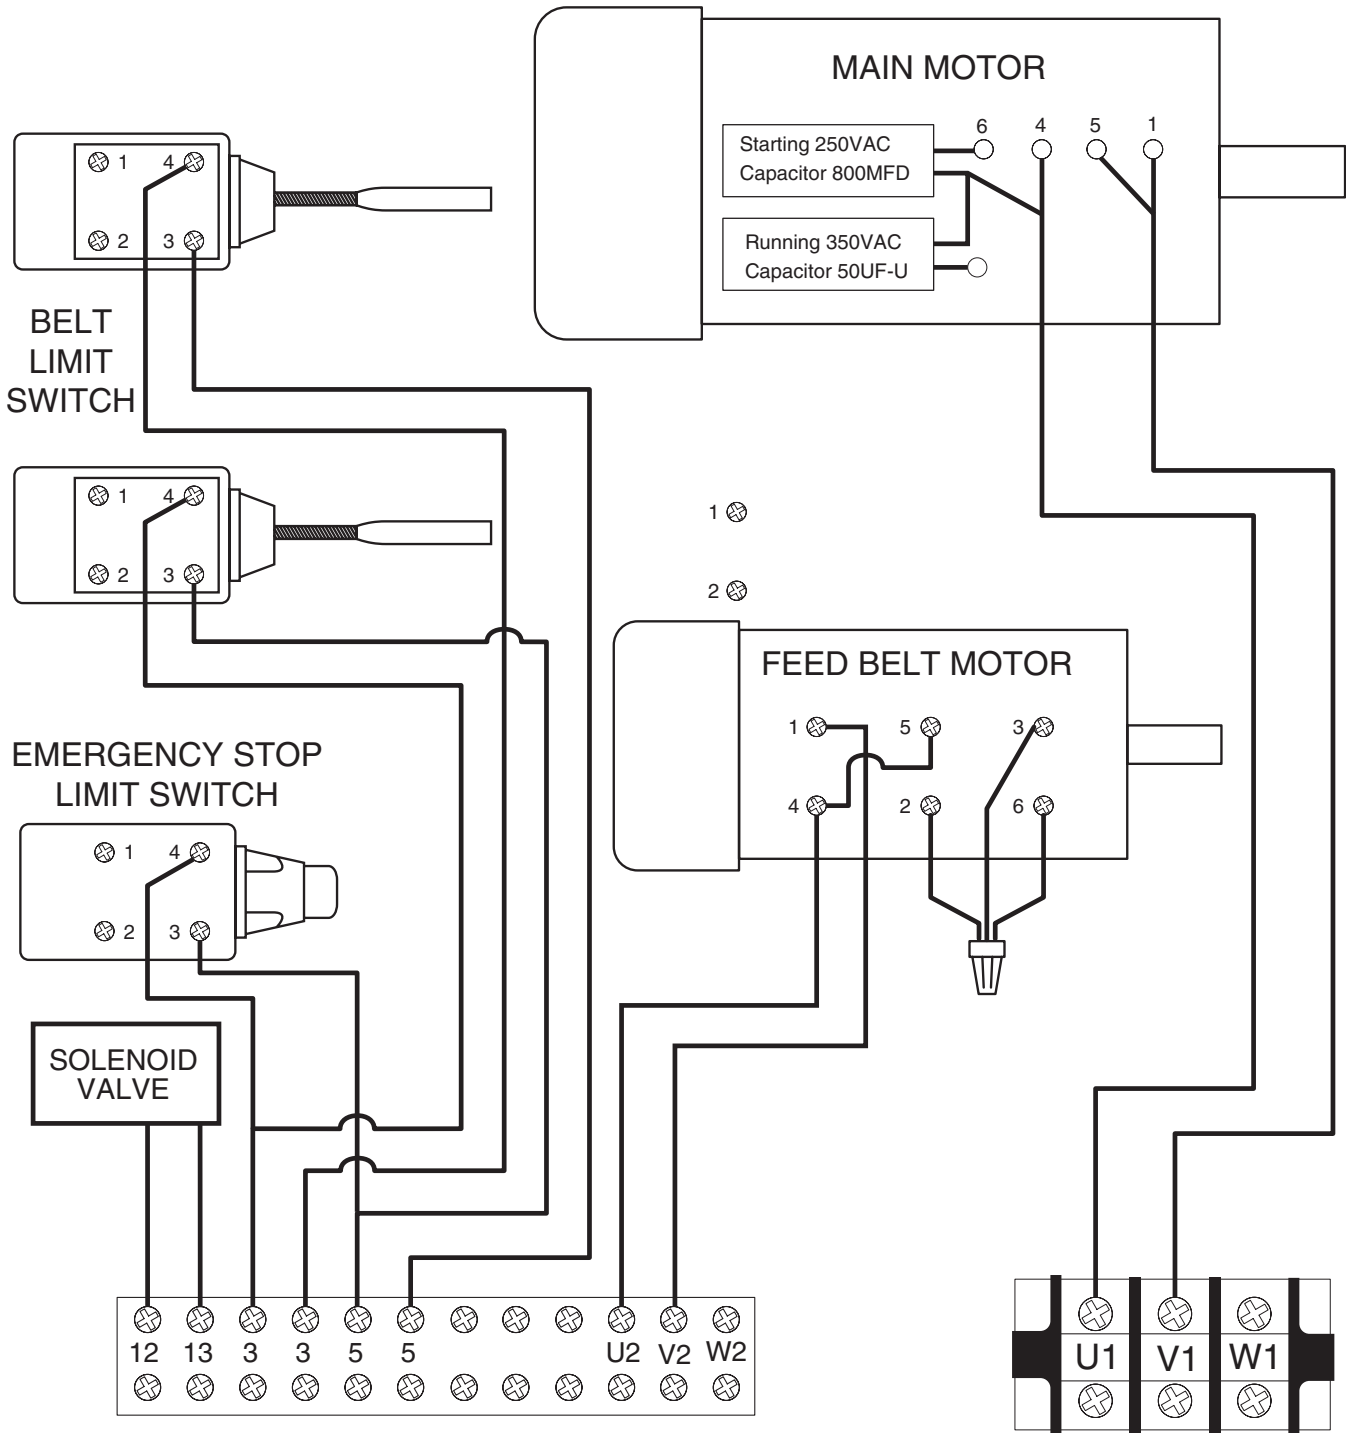 MAIN MOTOR
Starting 250VAC
Capacitor 800MFD
6 4 5 1
Running 350VAC
Capacitor 50UF-U
1 4
2 3
BELT
LIMIT
SWITCH
1 4
2 3
1
2
FEED BELT MOTOR
1 5 3
4 2 6
EMERGENCY STOP
LIMIT SWITCH
1 4
2 3
SOLENOID
VALVE
12 13 3 3 5 5 U2 V2 W2
U1 V1 W1